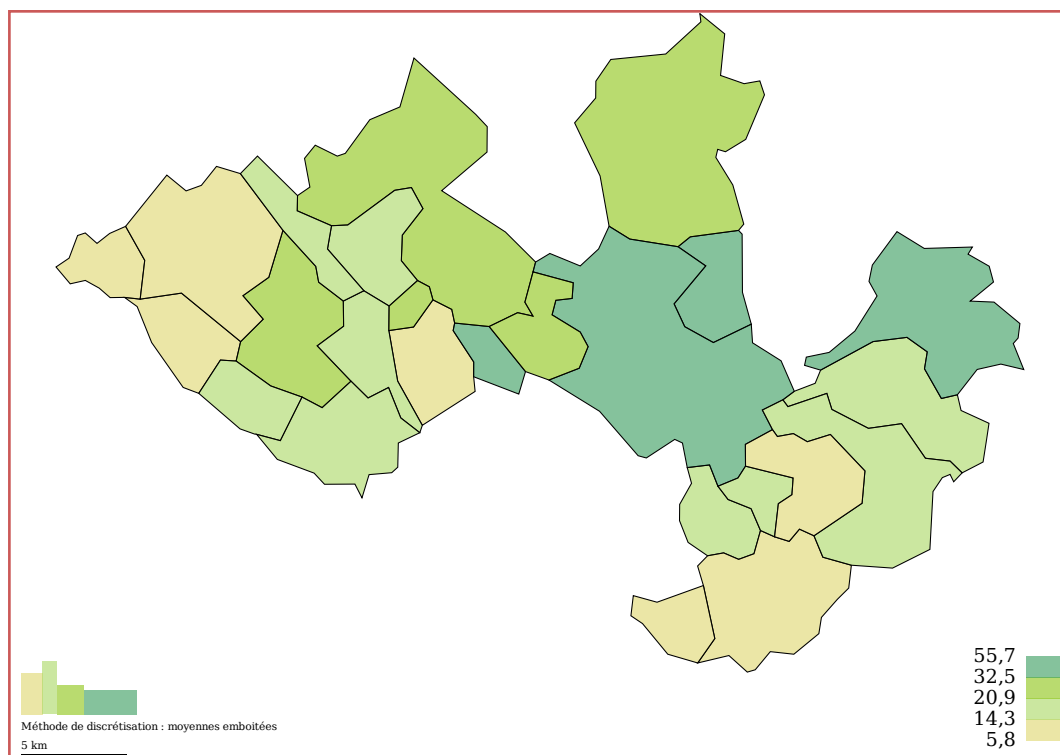 55,7
32,5
20,9
14,3
5,8
Méthode de discrétisation : moyennes emboitées
5 km